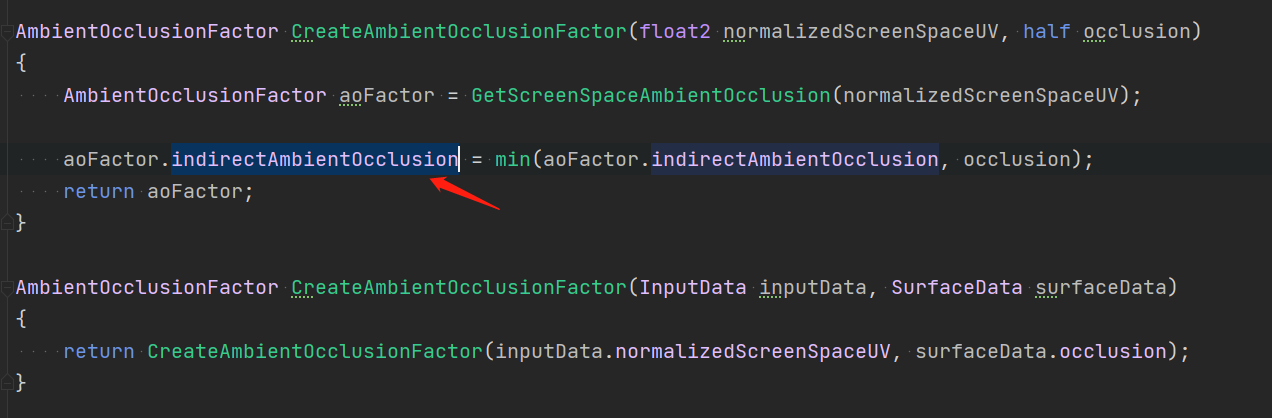 AmbientOcclusionFactor CreateAmbientOcclusionFactor(float2 normalizedScreenSpaceUV, half occlusion)
{
    AmbientOcclusionFactor aoFactor = GetScreenSpaceAmbientOcclusion(normalizedScreenSpaceUV);
    aoFactor.indirectAmbientOcclusion = min(aoFactor.indirectAmbientOcclusion, occlusion);
    return aoFactor;
}
AmbientOcclusionFactor CreateAmbientOcclusionFactor(InputData inputData, SurfaceData surfaceData)
{
    return CreateAmbientOcclusionFactor(inputData.normalizedScreenSpaceUV, surfaceData.occlusion);
}